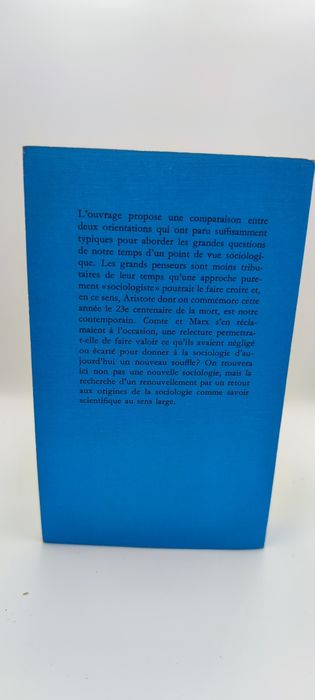 L'ouvrage propose une comparaison entre
deux orientations qui ont paru suffisamment
typiques pour aborder les grandes questions
de notre temps d'un point de vue sociologi-
que. Les grands penseurs sont moins tribu-
taires de leur temps qu'une approche pure-
ment «sociologiste» pourrait le faire croire et,
en ce sens, Aristote dont on commémore cette
année le 23e centenaire de la mort, est notre
contemporain. Comte et Marx s'en récla-
maient à l'occasion, une relecture permettra-
t-elle de faire valoir ce qu'ils avaient négligé
ou écarté pour donner à la sociologie d'au-
jourd'hui un nouveau souffle? On trouvera
ici non pas une nouvelle sociologie, mais la
recherche d'un renouvellement par un retour
aux origines de la sociologie comme savoir
scientifique au sens large.